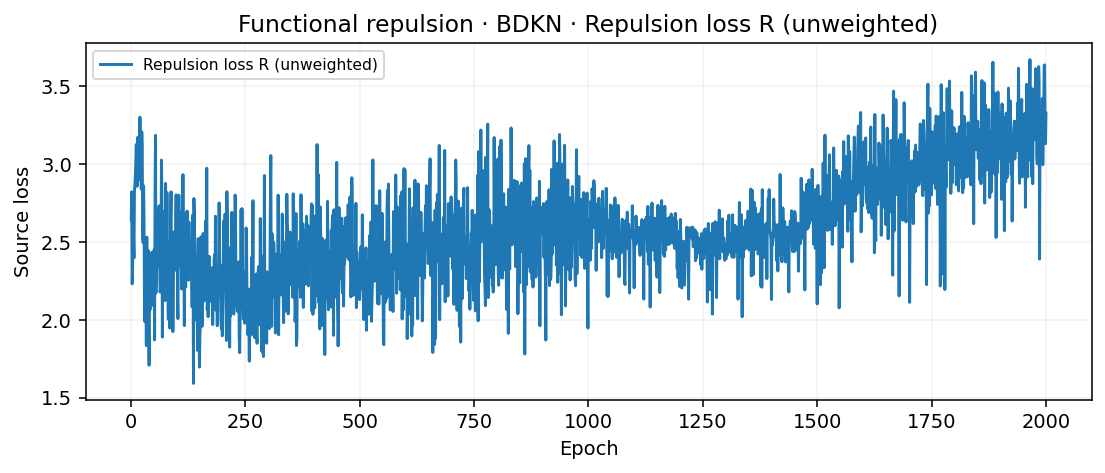 Functional repulsion · BDKN · Repulsion loss R (unweighted)
Repulsion loss R (unweighted)
Source loss
3.5
3.0
2.5
2.0
1.5
0 250 500 750 1000 1250 1500 1750 2000
Epoch